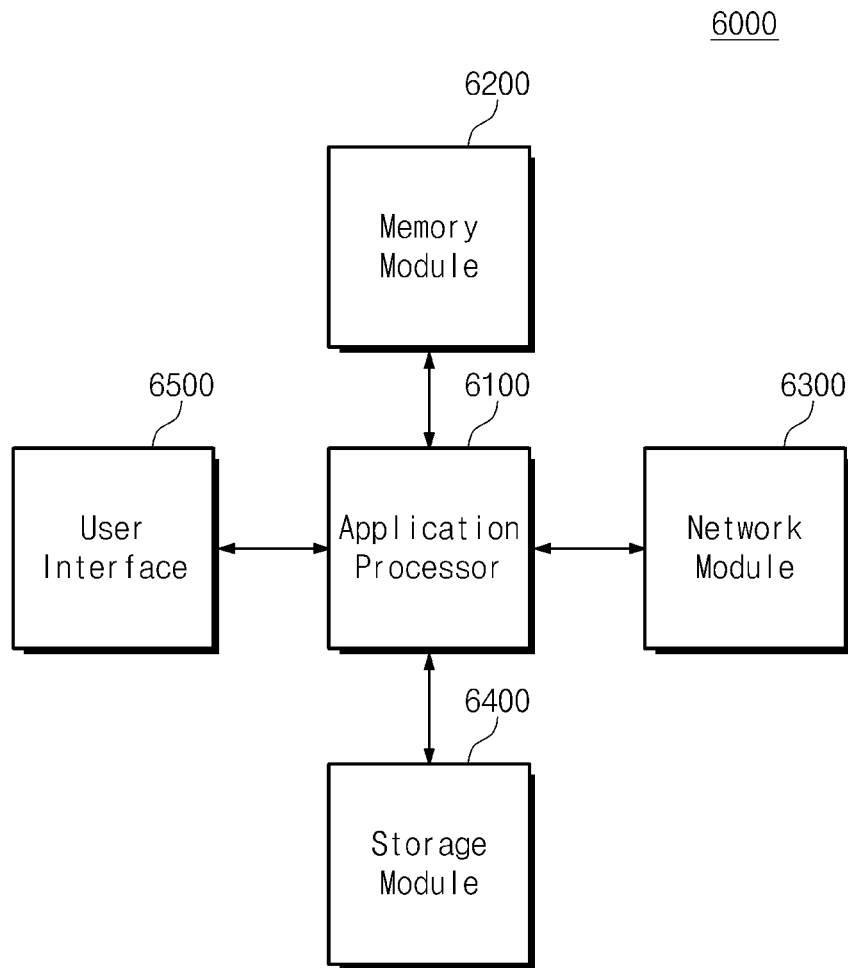 6000
6200
Memory
Module
6500
6100
6300
User
Interface
Application
Processor
Network
Module
6400
Storage
Module